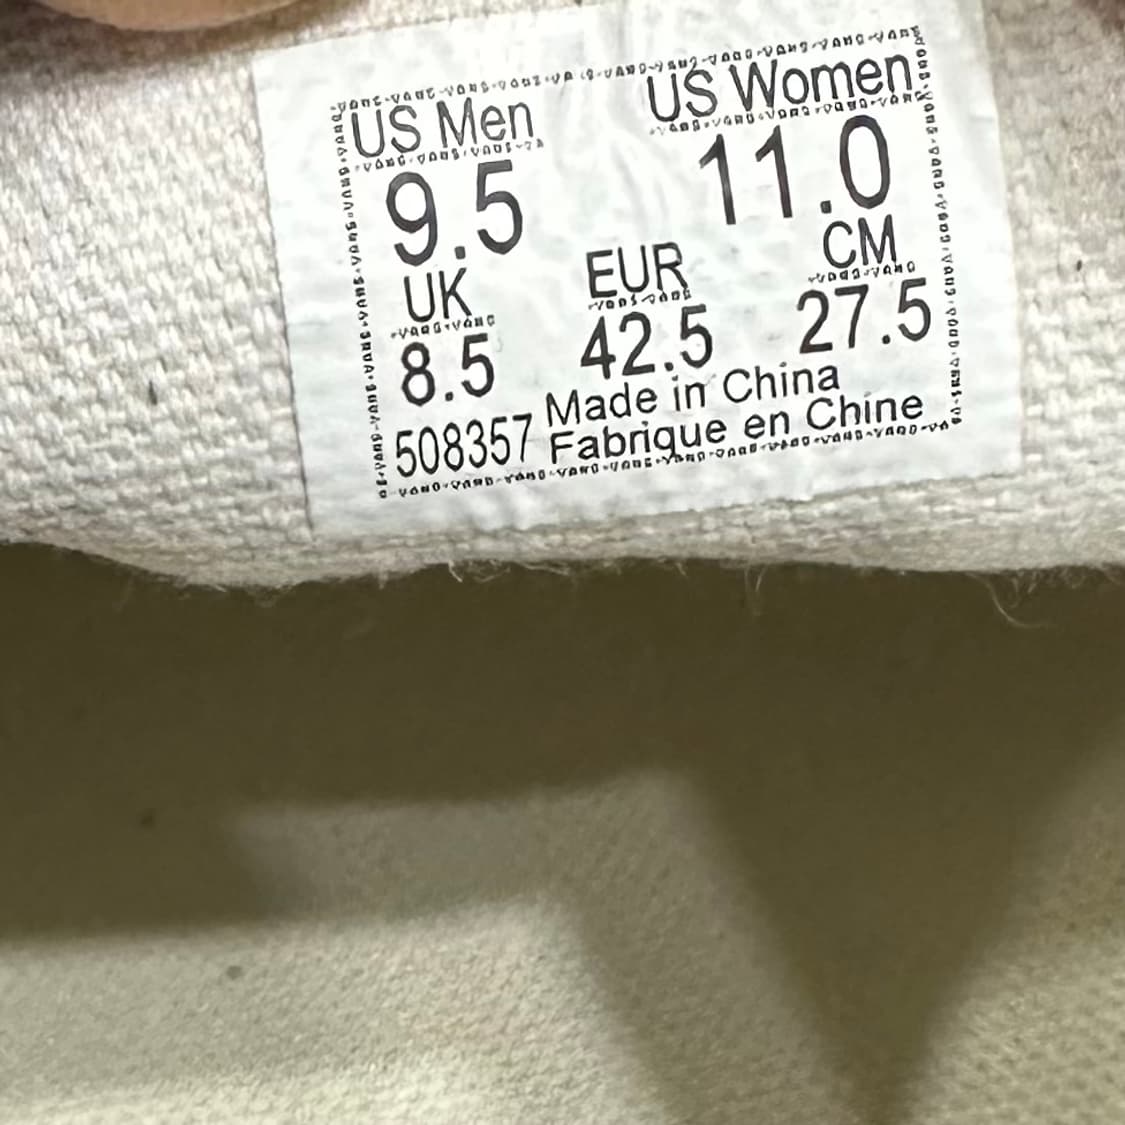 US Men US Women
9.5 11.0
UK EUR CM
8.5 42.5 27.5
Made in China
508357 Fabrique en Chine